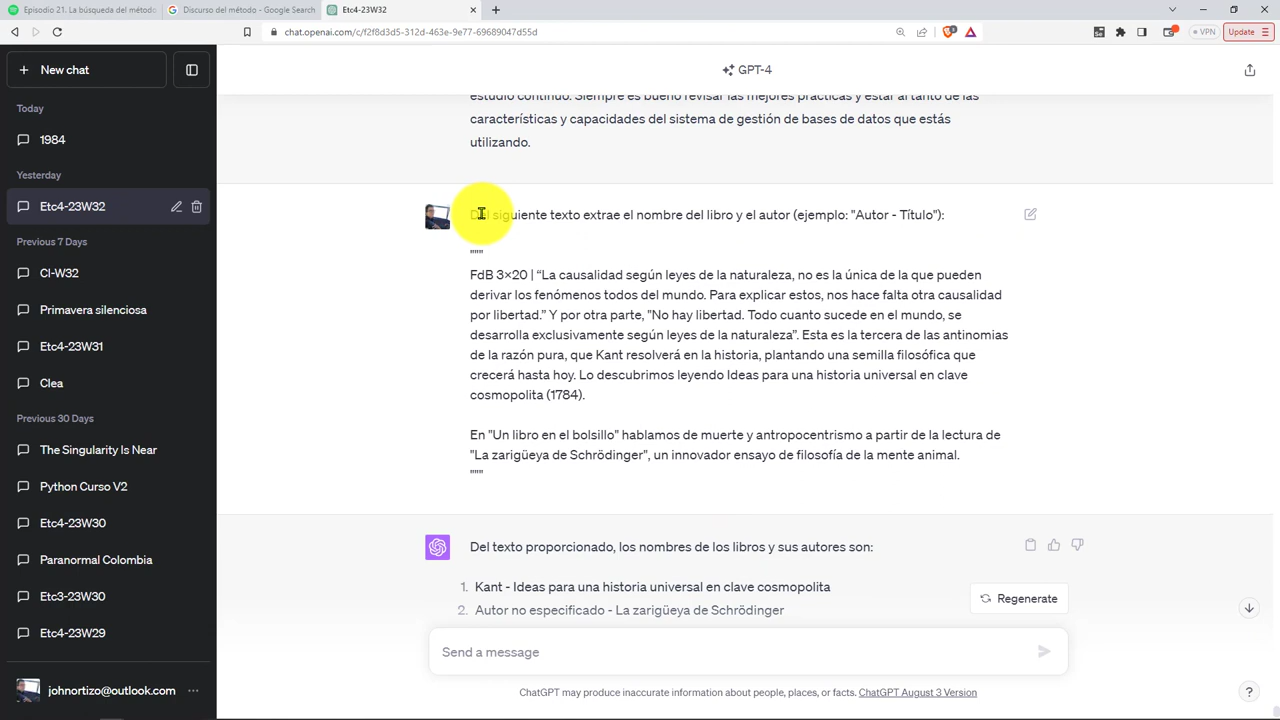 Episodio 21. La búsqueda del método
Discurso del método - Google Search
Etc4-23W32
chat.openai.com/c/f2f8d3d5-312d-463e-9e77-69689047d55d
VPN
Update
New chat
GPT-4
Today
1984
Yesterday
Etc4-23W32
Previous 7 Days
CI-W32
Primavera silenciosa
Etc4-23W31
Clea
Previous 30 Days
The Singularity Is Near
Python Curso V2
Etc4-23W30
Paranormal Colombia
Etc3-23W30
Etc4-23W29
johnortizo@outlook.com
estudio continuo. Siempre es bueno revisar las mejores prácticas y estar al tanto de las
características y capacidades del sistema de gestión de bases de datos que estás
utilizando.
Del siguiente texto extrae el nombre del libro y el autor (ejemplo: "Autor - Título"):
"""
FdB 3×20 | “La causalidad según leyes de la naturaleza, no es la única de la que pueden
derivar los fenómenos todos del mundo. Para explicar estos, nos hace falta otra causalidad
por libertad.” Y por otra parte, "No hay libertad. Todo cuanto sucede en el mundo, se
desarrolla exclusivamente según leyes de la naturaleza”. Esta es la tercera de las antinomias
de la razón pura, que Kant resolverá en la historia, plantando una semilla filosófica que
crecerá hasta hoy. Lo descubrimos leyendo Ideas para una historia universal en clave
cosmopolita (1784).
En "Un libro en el bolsillo" hablamos de muerte y antropocentrismo a partir de la lectura de
"La zarigüeya de Schrödinger", un innovador ensayo de filosofía de la mente animal.
"""
Del texto proporcionado, los nombres de los libros y sus autores son:
1. Kant - Ideas para una historia universal en clave cosmopolita
2. Autor no especificado - La zarigüeya de Schrödinger
Regenerate
Send a message
ChatGPT may produce inaccurate information about people, places, or facts. ChatGPT August 3 Version
?